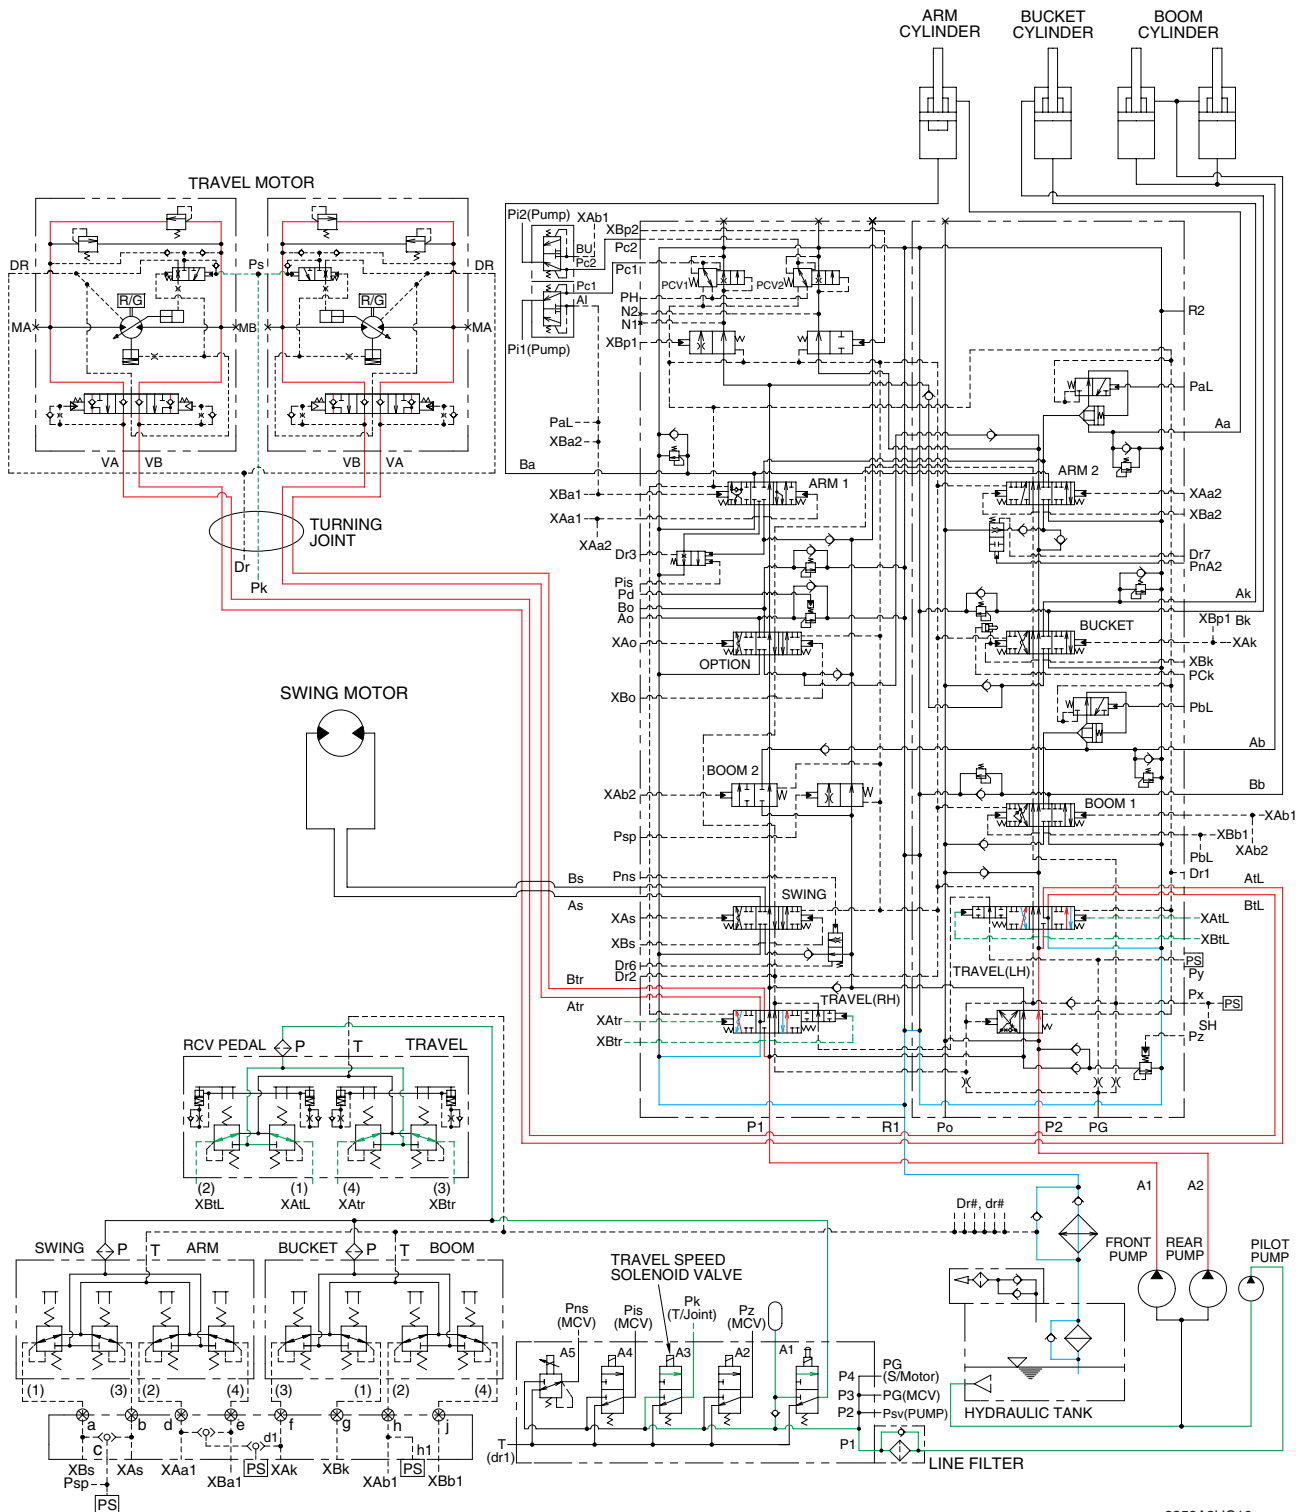 ARM
CYLINDER
BUCKET
CYLINDER
BOOM
CYLINDER
TRAVEL MOTOR
DR
Ps
DR
R/G
R/G
MA
MB
MA
VA
VB
VB
VA
TURNING
JOINT
Dr
Pk
Pi2(Pump)
XAb1
BU
Pc2
Pc1
AI
Pi1(Pump)
XBp2
Pc2
Pc1
PH
N2
N1
XBp1
PCV1
PCV2
R2
PaL
Aa
PaL
XBa2
Ba
ARM 1
ARM 2
XBa1
XAa1
XAa2
XAa2
XBa2
Dr3
Pis
Pd
Bo
Ao
XAo
OPTION
XBo
Dr7
PnA2
Ak
XBp1
Bk
BUCKET
XAk
XBk
PCk
PbL
SWING MOTOR
Ab
BOOM 2
Bb
XAb2
BOOM 1
XAb1
Psp
XBb1
PbL
XAb2
Dr1
Pns
Bs
As
SWING
AtL
BtL
XAs
XBs
XAtL
XBtL
Dr6
Dr2
Btr
Atr
TRAVEL(LH)
PS
Py
TRAVEL(RH)
Px
PS
SH
Pz
XAtr
XBtr
RCV PEDAL
P
T
TRAVEL
P1
R1
Po
P2
PG
(2)
(1)
(4)
(3)
XBtL
XAtL
XAtr
XBtr
A1
A2
Dr#, dr#
SWING
P
T
ARM
BUCKET
P
T
BOOM
FRONT
PUMP
REAR
PUMP
PILOT
PUMP
TRAVEL SPEED
SOLENOID VALVE
Pns
(MCV)
Pis
(MCV)
Pk
(T/Joint)
Pz
(MCV)
A5
A4
A3
A2
A1
P4
PG
(S/Motor)
P3
PG(MCV)
P2
Psv(PUMP)
P1
T
(dr1)
LINE FILTER
HYDRAULIC TANK
(1)
(3)
(2)
(4)
(3)
(1)
(2)
(4)
a
b
d
e
f
g
h
j
c
d1
h1
XBs
XAs
XAa1
XBa1
PS
XAk
XBk
XAb1
PS
XBb1
Psp
PS